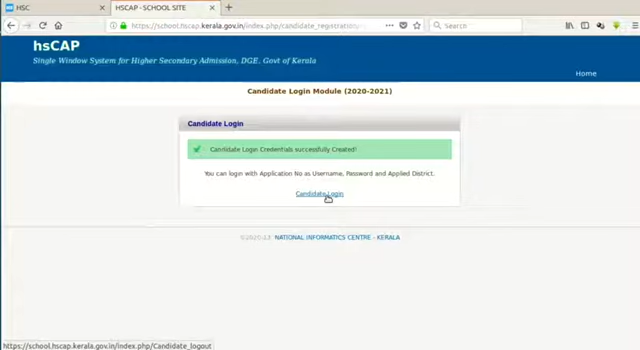 HSC
HSCAP - SCHOOL SITE
https://school.hscap.kerala.gov.in/index.php/candidate_registration
Search
hsCAP
Single Window System for Higher Secondary Admission, DGE, Govt of Kerala
Home
Candidate Login Module (2020-2021)
Candidate Login
Candidate Login Credentials successfully Created!
You can login with Application No as Username, Password and Applied District.
Candidate Login
NATIONAL INFORMATICS CENTRE - KERALA
https://school.hscap.kerala.gov.in/index.php/Candidate_logout